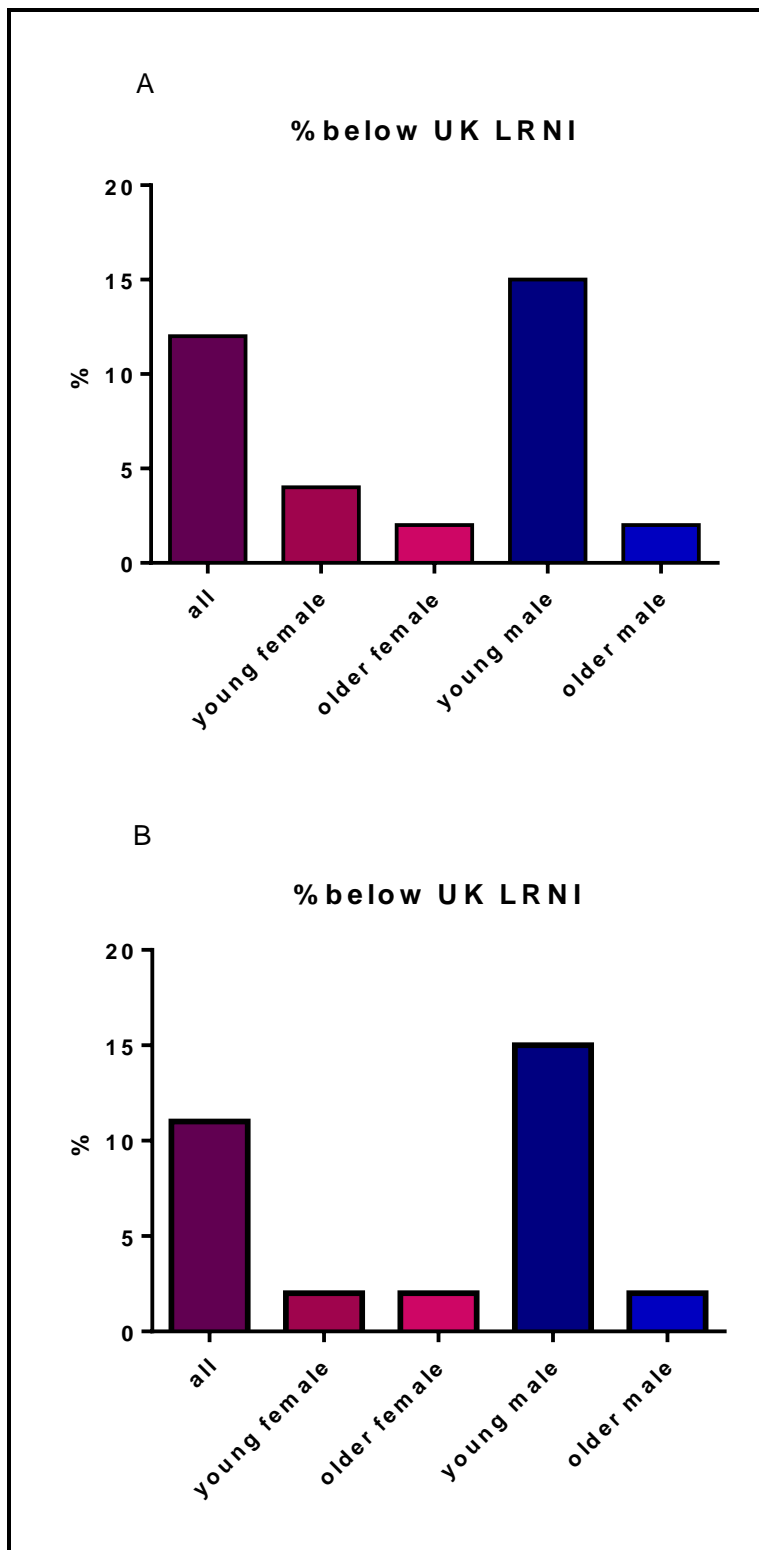 A
% below UK LRNI
20
15
10
5
0
%
all
young female
older female
young male
older male
B
% below UK LRNI
20
15
10
5
0
%
all
young female
older female
young male
older male